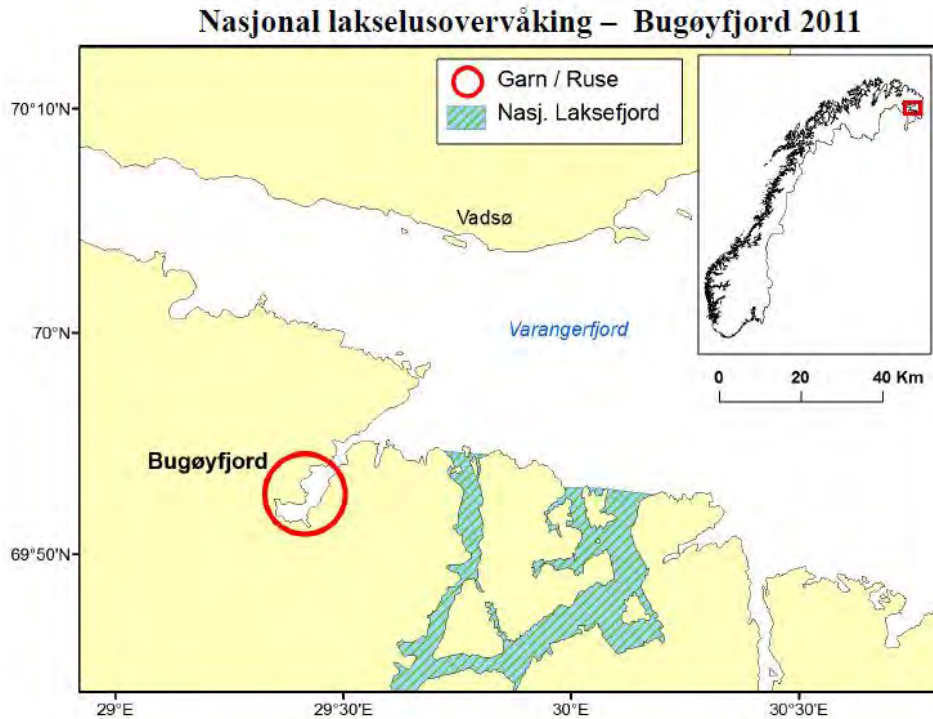 Nasjonal lakselusovervåking – Bugøyfjord 2011
Garn / Ruse
Nasj. Laksefjord
70°10'N
Vadsø
70°
Varangerfjord
0 20 40 Km
Bugøyfjord
69°50'N
29°E 29°30'E 30°E 30°30'E